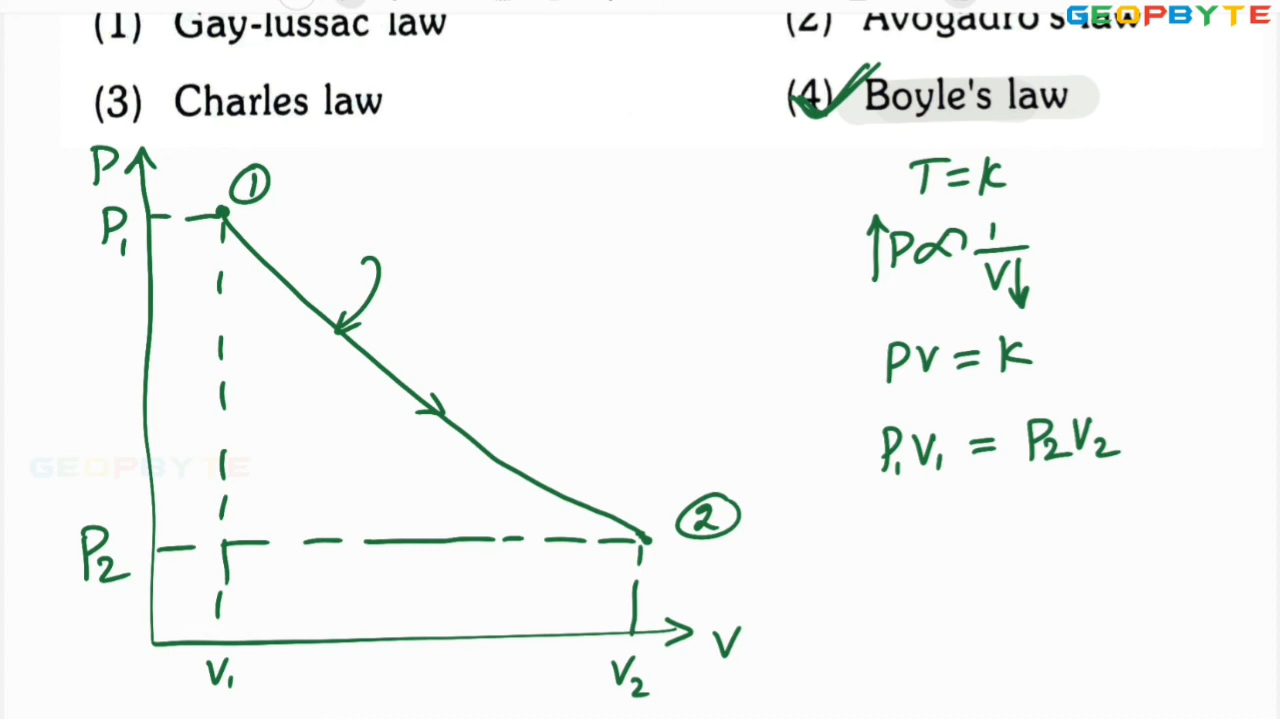 GEOPBYTE
(1) Gay-lussac law
(2) Avogadro's law
(3) Charles law
(4) Boyle's law
P
①
P₁
T = K
↑P ∝ 1/V↓
PV = K
P₁V₁ = P₂V₂
GEOPBYTE
②
P₂
V
V₁
V₂